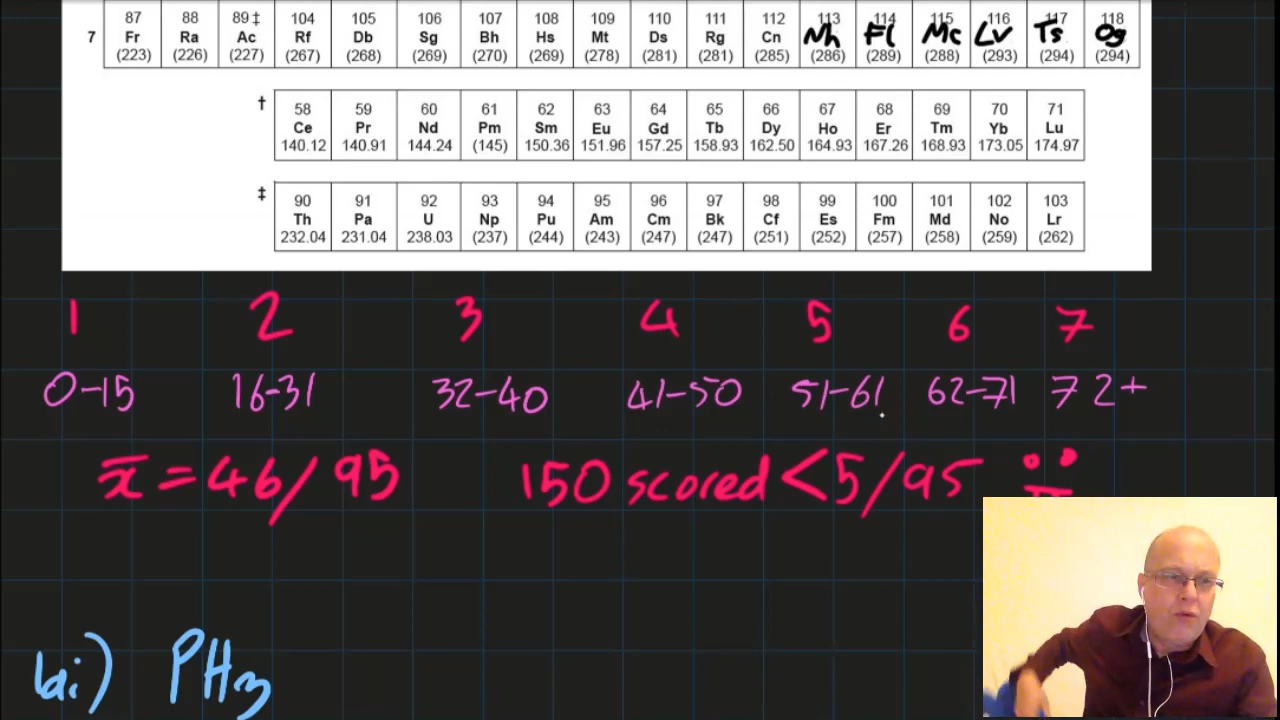 87 88 89‡ 104 105 106 107 108 109 110 111 112 113 114 115 116 117 118
7 Fr Ra Ac Rf Db Sg Bh Hs Mt Ds Rg Cn Nh Fl Mc Lv Ts Og
(223) (226) (227) (267) (268) (269) (270) (269) (278) (281) (281) (285) (286) (289) (288) (293) (294) (294)
† 58 59 60 61 62 63 64 65 66 67 68 69 70 71
Ce Pr Nd Pm Sm Eu Gd Tb Dy Ho Er Tm Yb Lu
140.12 140.91 144.24 (145) 150.36 151.96 157.25 158.93 162.50 164.93 167.26 168.93 173.05 174.97
‡ 90 91 92 93 94 95 96 97 98 99 100 101 102 103
Th Pa U Np Pu Am Cm Bk Cf Es Fm Md No Lr
232.04 231.04 238.03 (237) (244) (243) (247) (247) (251) (252) (257) (258) (259) (262)
1 2 3 4 5 6 7
0-15 16-31 32-40 41-50 51-61 62-71 72+
x̄ = 46/95 150 scored <5/95
PH3